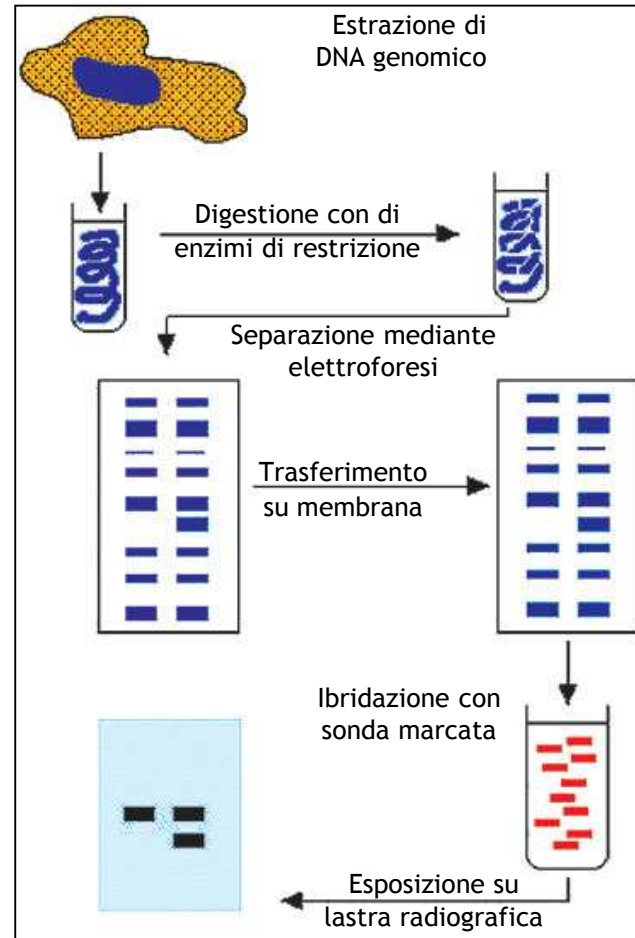 Estrazione di
DNA genomico
Digestione con di
enzimi di restrizione
Separazione mediante
elettroforesi
Trasferimento
su membrana
Ibridazione con
sonda marcata
Esposizione su
lastra radiografica